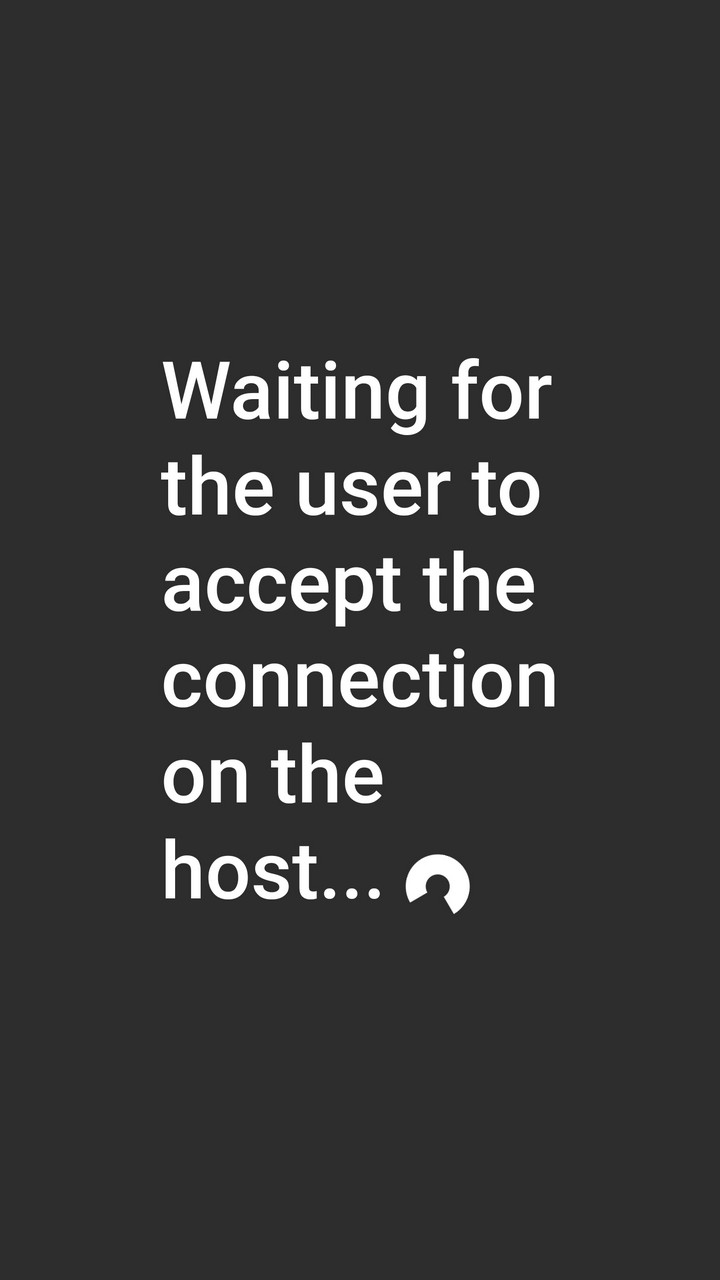 Waiting for
the user to
accept the
connection
on the
host...